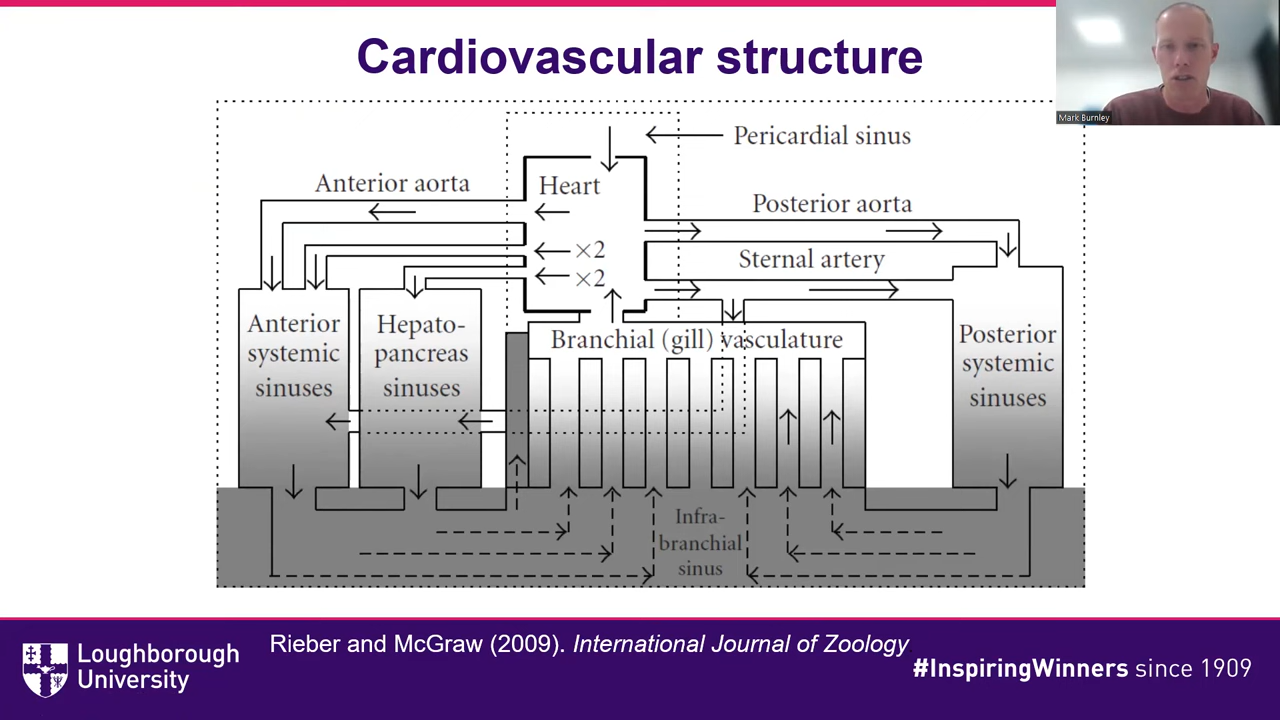 Cardiovascular structure
Mark Burnley
Pericardial sinus
Anterior aorta
Heart
Posterior aorta
×2
Sternal artery
×2
Anterior
systemic
sinuses
Hepato-
pancreas
sinuses
Branchial (gill) vasculature
Posterior
systemic
sinuses
Infra-
branchial
sinus
Rieber and McGraw (2009). International Journal of Zoology.
Loughborough
University
#InspiringWinners since 1909